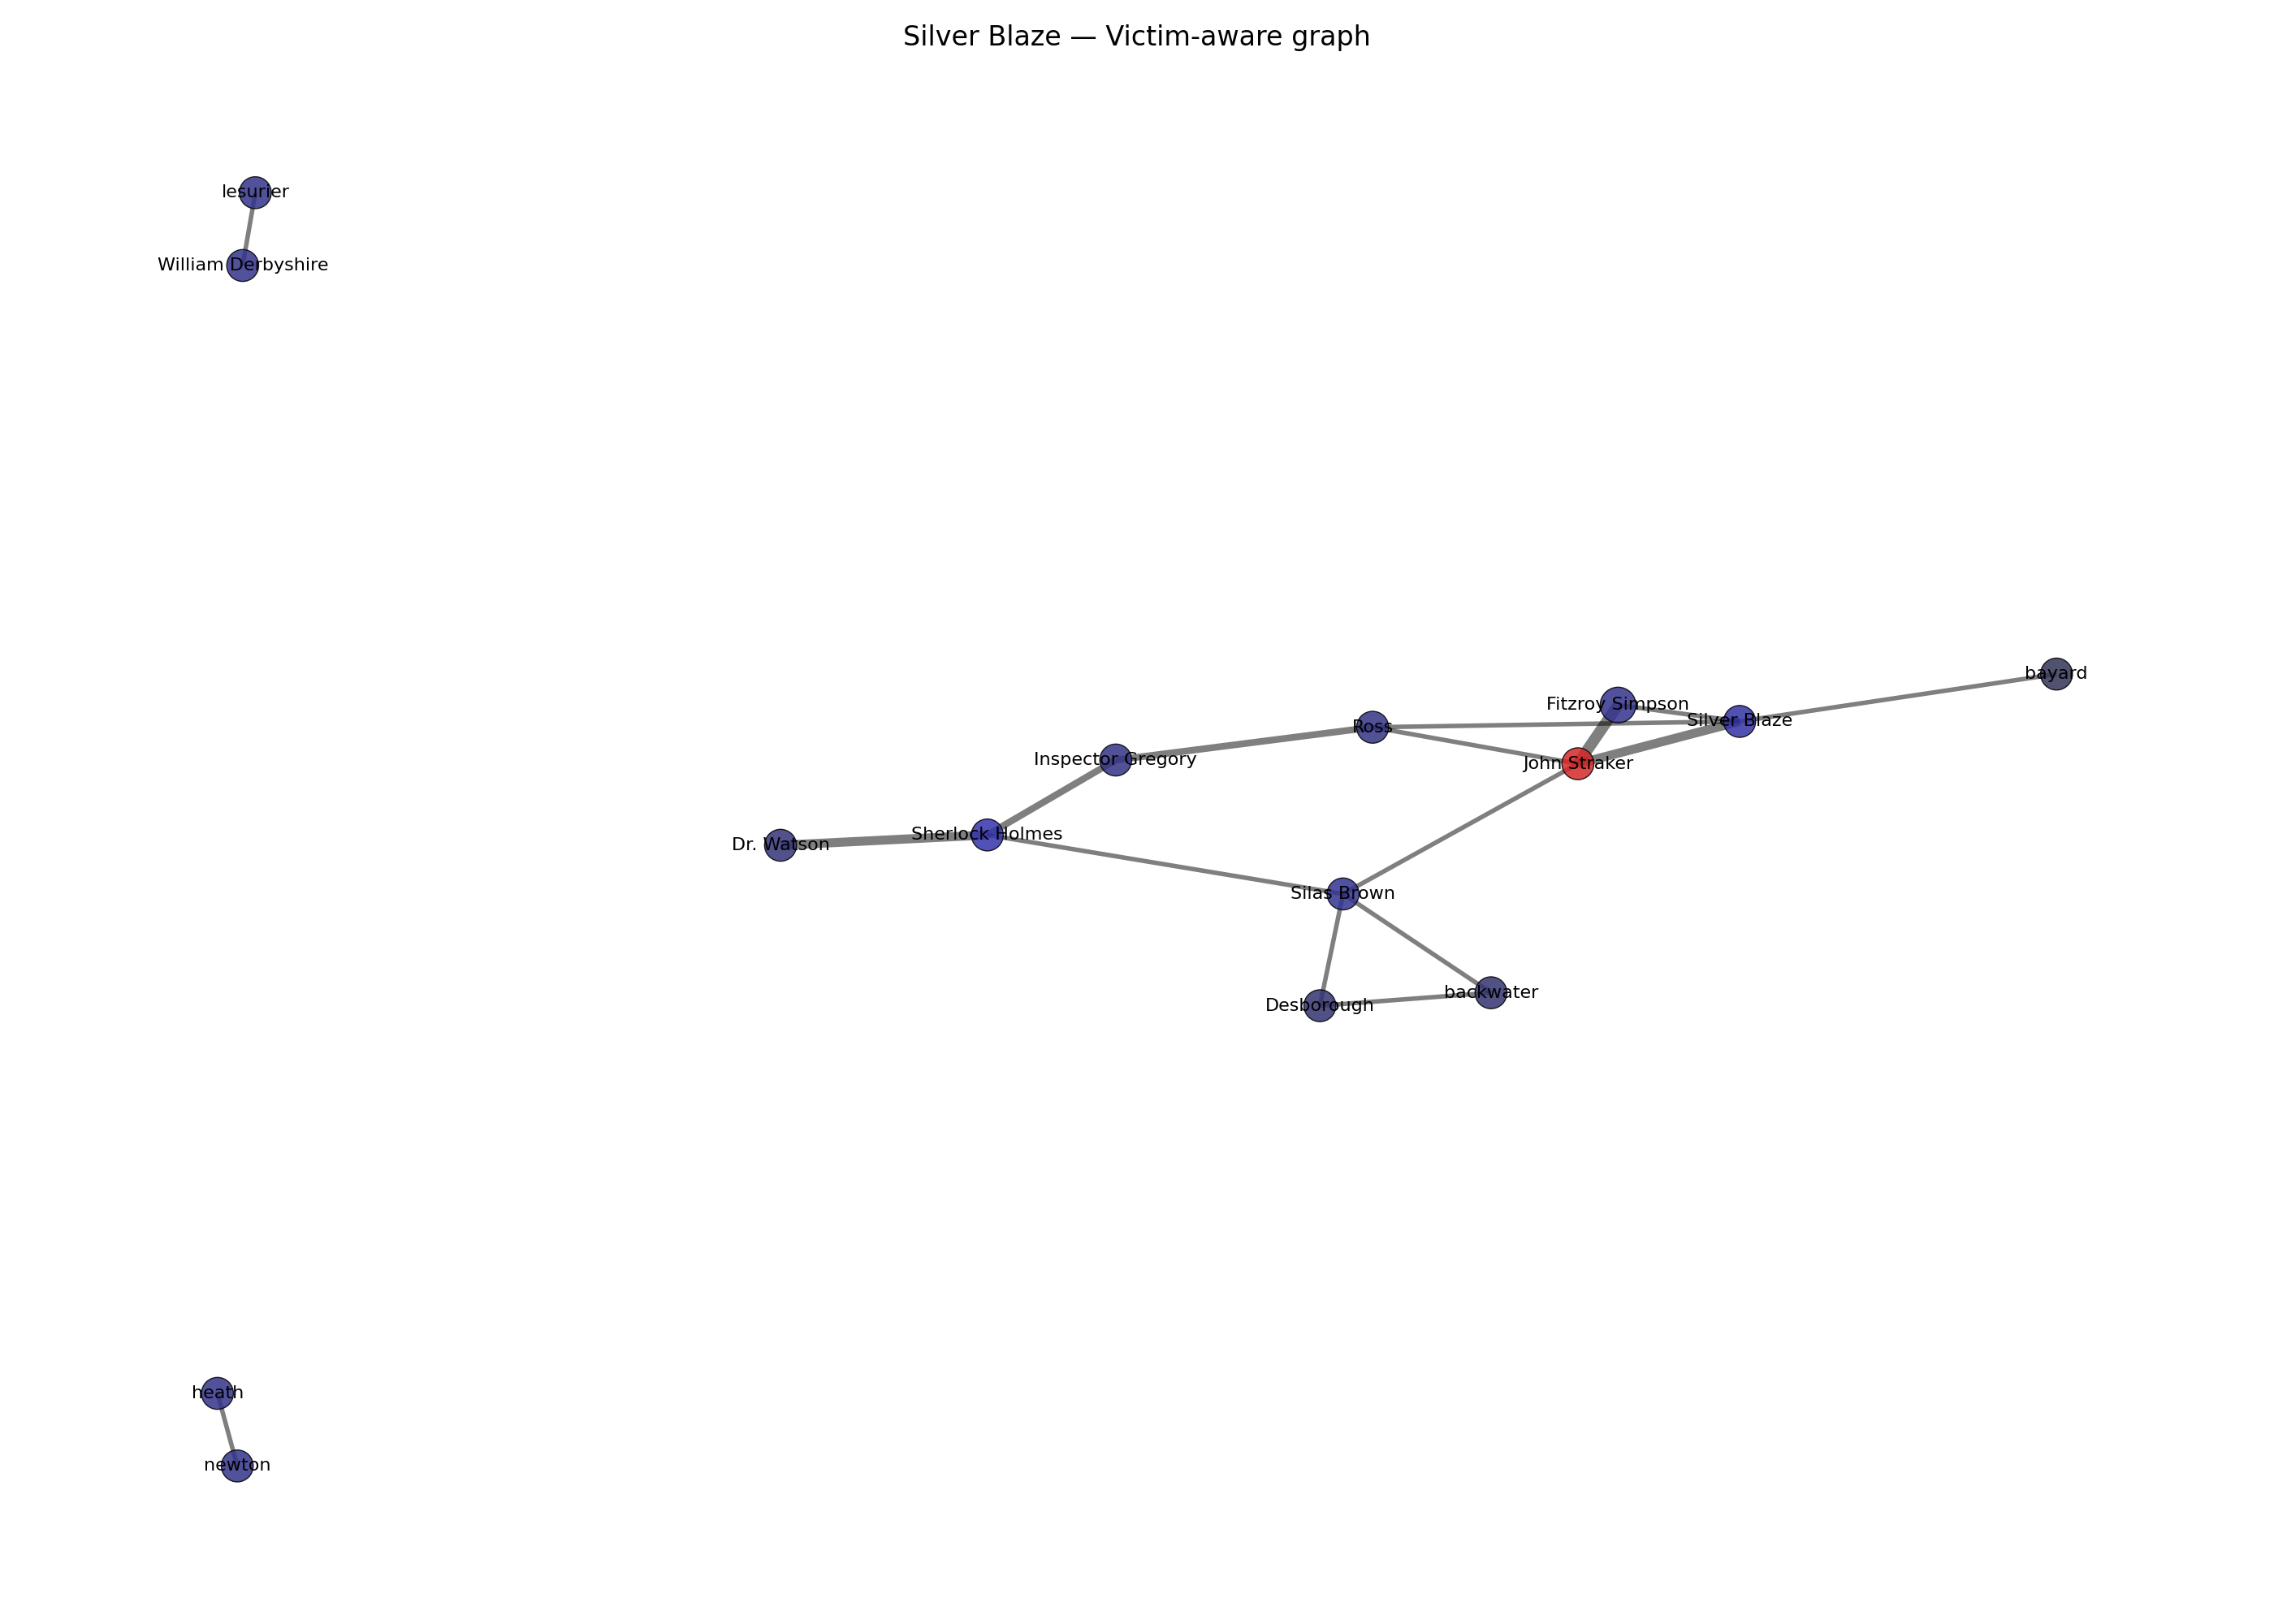 Silver Blaze — Victim-aware graph
lesurier
William Derbyshire
bayard
Fitzroy Simpson
Silver Blaze
Ross
Inspector Gregory
John Straker
Sherlock Holmes
Dr. Watson
Silas Brown
backwater
Desborough
heath
newton